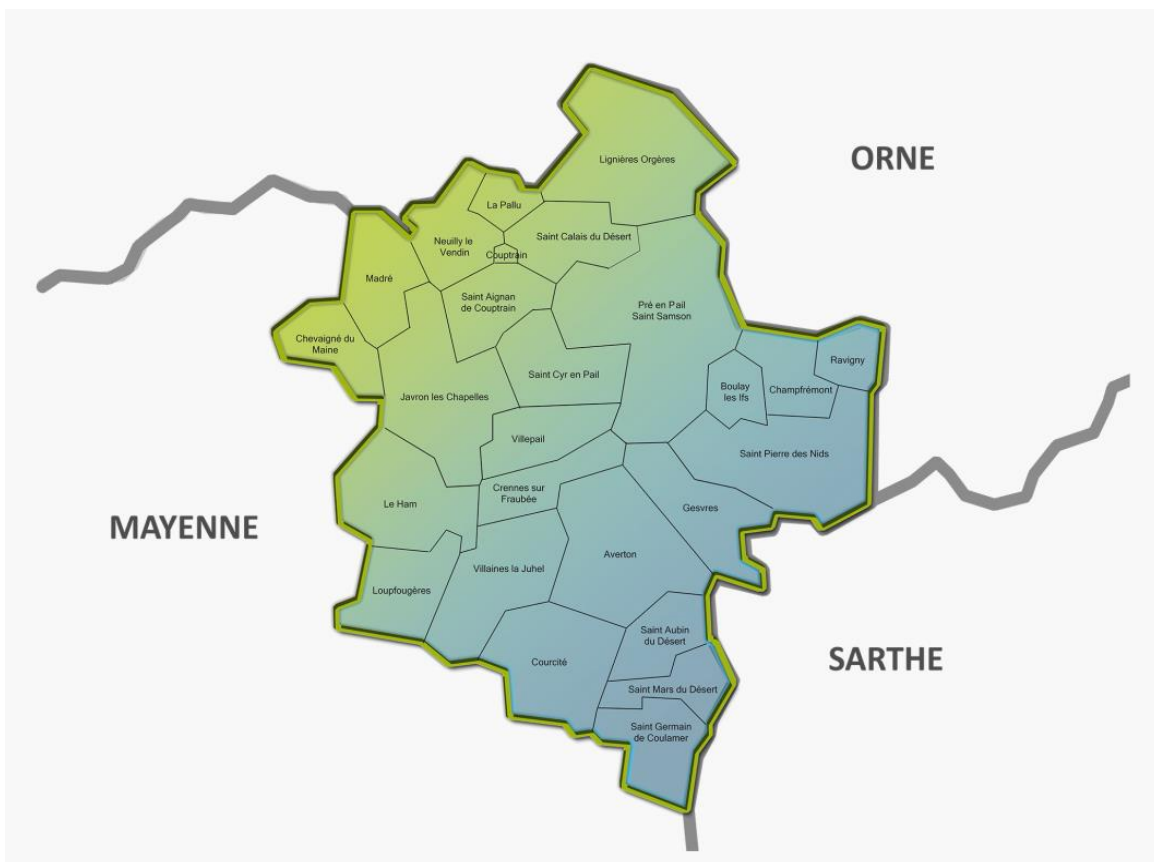 ORNE
Lignières Orgères
La Pallu
Saint Calais du Désert
Neuilly le
Vendin
Couptrain
Madré
Saint Aignan
de Couptrain
Pré en Pail
Saint Samson
Chevaigné du
Maine
Ravigny
Saint Cyr en Pail
Boulay
les Ifs
Champfrémont
Javron les Chapelles
Villepail
Saint Pierre des Nids
Crennes sur
Fraubée
Le Ham
Gesvres
MAYENNE
Averton
Villaines la Juhel
Loupfougères
Saint Aubin
du Désert
Courcité
SARTHE
Saint Mars du Désert
Saint Germain
de Coulamer